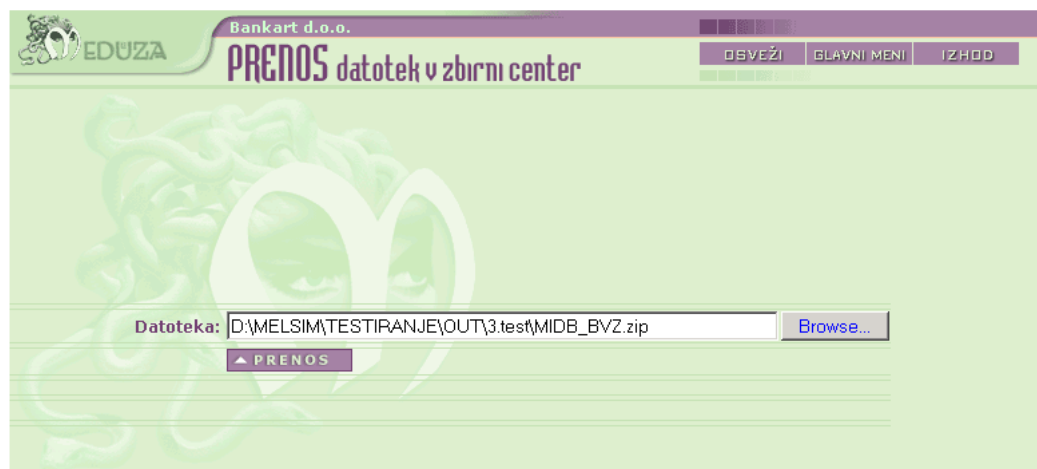 MEDUZA
Bankart d.o.o.
PRENOS datotek v zbirni center
OSVEŽI GLAVNI MENI IZHOD
Datoteka: D:\MELSIM\TESTIRANJE\OUT\3.test\MIDB_BVZ.zip Browse...
PRENOS